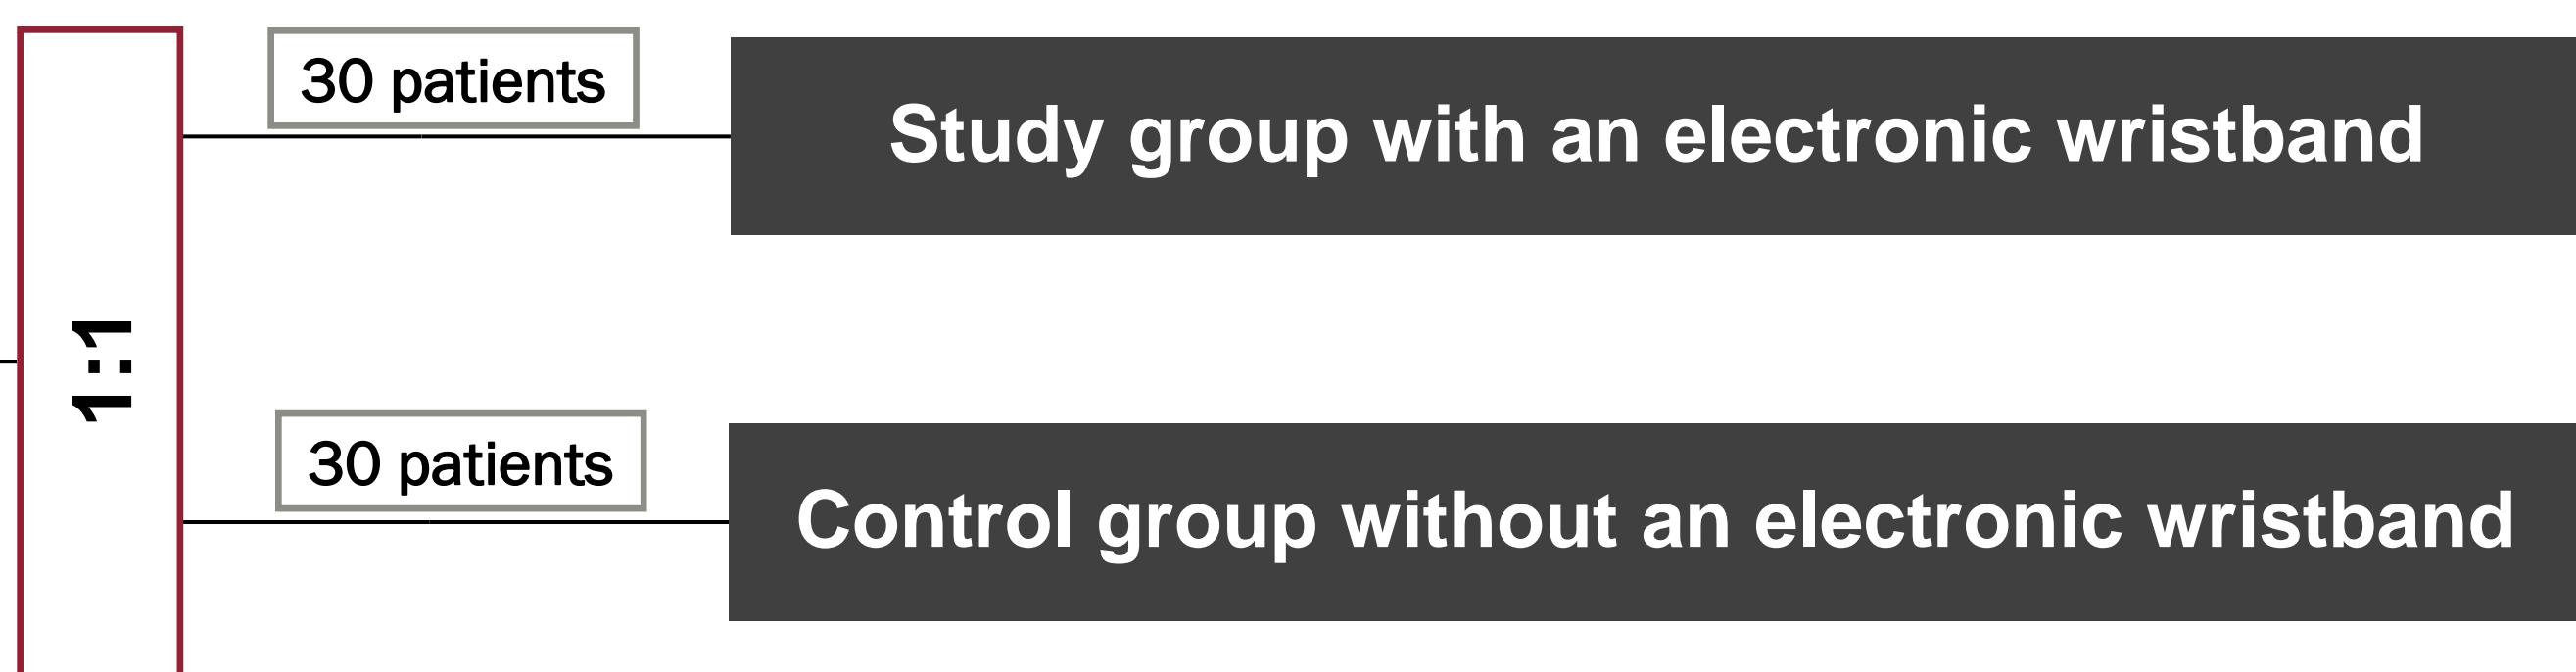 30 patients
Study group with an electronic wristband
1:1
30 patients
Control group without an electronic wristband